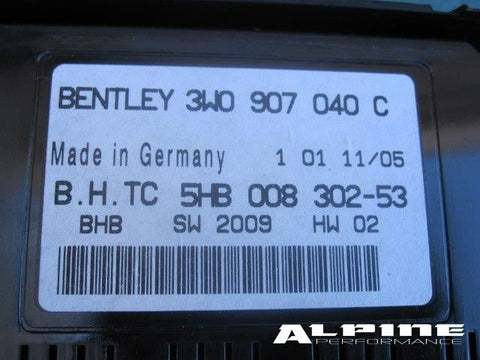 BENTLEY 3W0 907 040 C
Made in Germany 1 01 11/05
B.H.TC 5HB 008 302-53
BHB SW 2009 HW 02
ALPINE
PERFORMANCE